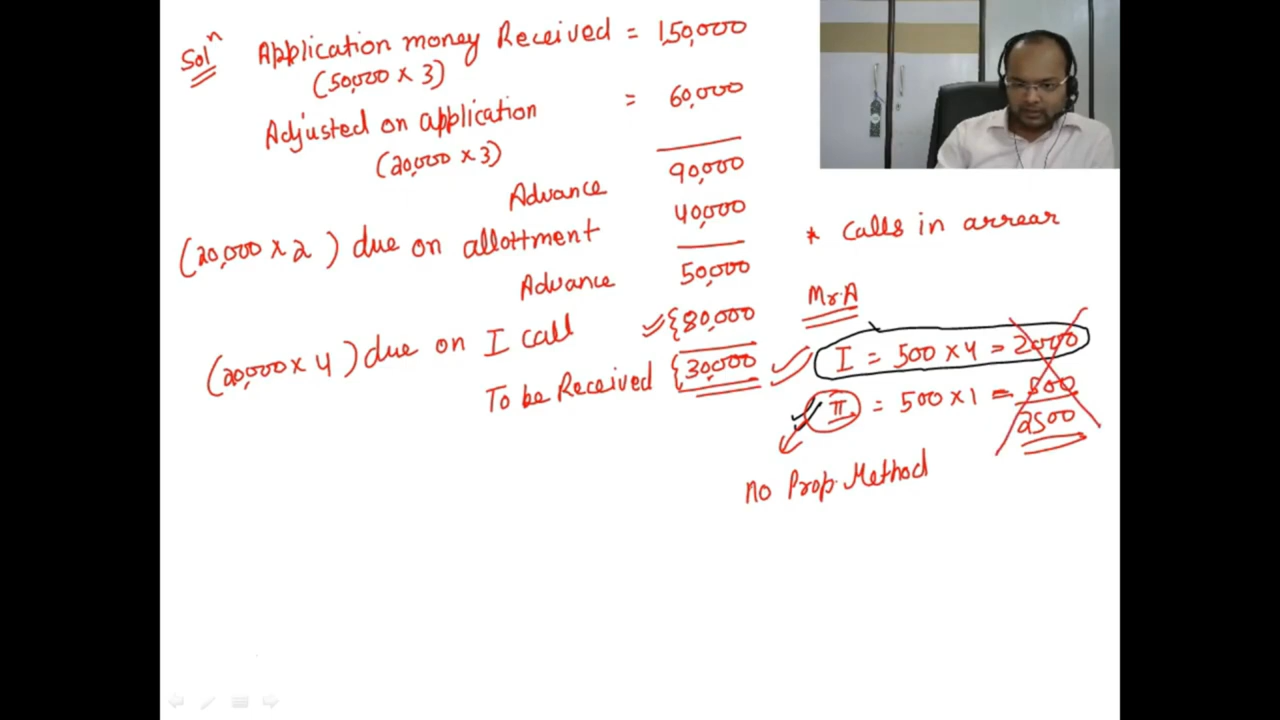 Solⁿ Application money Received = 1,50,000
(50,000 × 3)
Adjusted on application = 60,000
(20,000 × 3)
Advance 90,000
(20,000 × 2) due on allottment 40,000
Advance 50,000
(20,000 × 4) due on I call 80,000
To be Received 30,000
* Calls in arrear
Mr. A
I = 500 × 4 = 2000
II = 500 × 1 = 500
2500
No Prop. Method